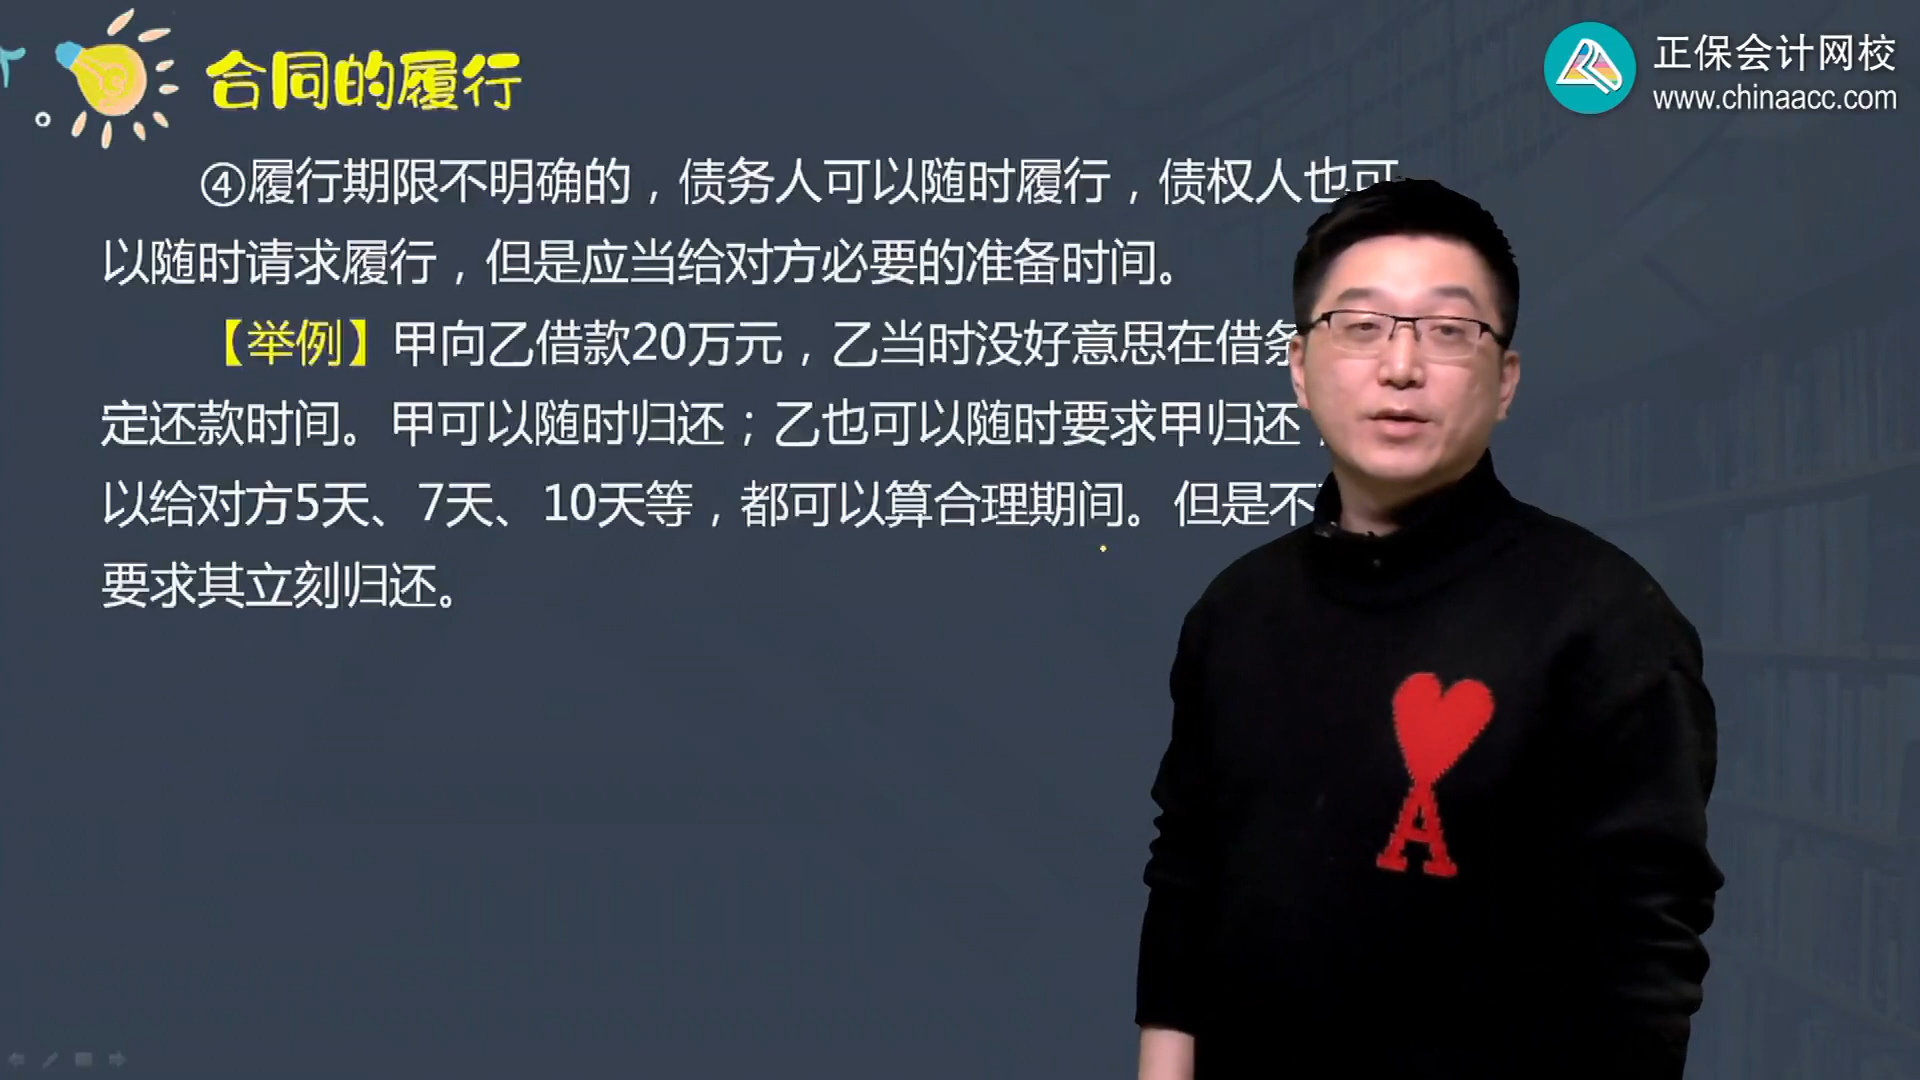 合同的履行
正保会计网校
www.chinaacc.com
④履行期限不明确的，债务人可以随时履行，债权人也可
以随时请求履行，但是应当给对方必要的准备时间。
【举例】甲向乙借款20万元，乙当时没好意思在借条
定还款时间。甲可以随时归还；乙也可以随时要求甲归还，
以给对方5天、7天、10天等，都可以算合理期间。但是不
要求其立刻归还。
A